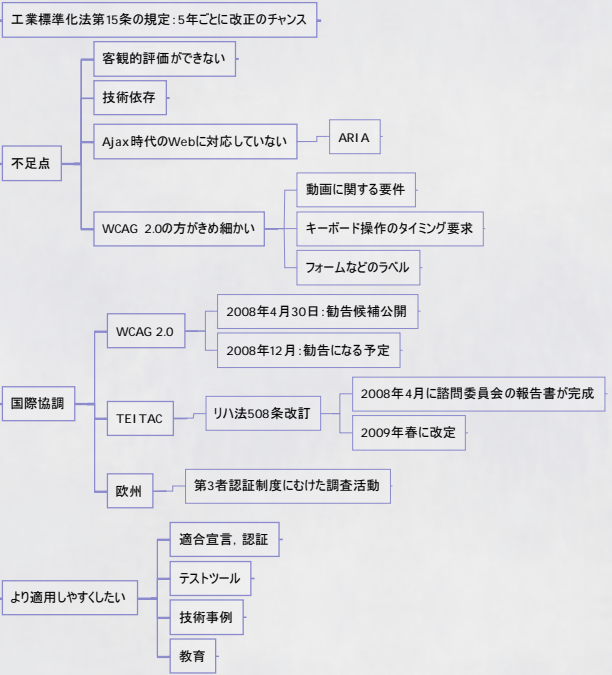 工業標準化法第15条の規定:5年ごとに改正のチャンス
不足点
客観的評価ができない
技術依存
Ajax時代のWebに対応していない
ARIA
WCAG 2.0の方がきめ細かい
動画に関する要件
キーボード操作のタイミング要求
フォームなどのラベル
国際協調
WCAG 2.0
2008年4月30日:勧告候補公開
2008年12月:勧告になる予定
TEITAC
リハ法508条改訂
2008年4月に諮問委員会の報告書が完成
2009年春に改定
欧州
第3者認証制度にむけた調査活動
より適用しやすくしたい
適合宣言, 認証
テストツール
技術事例
教育